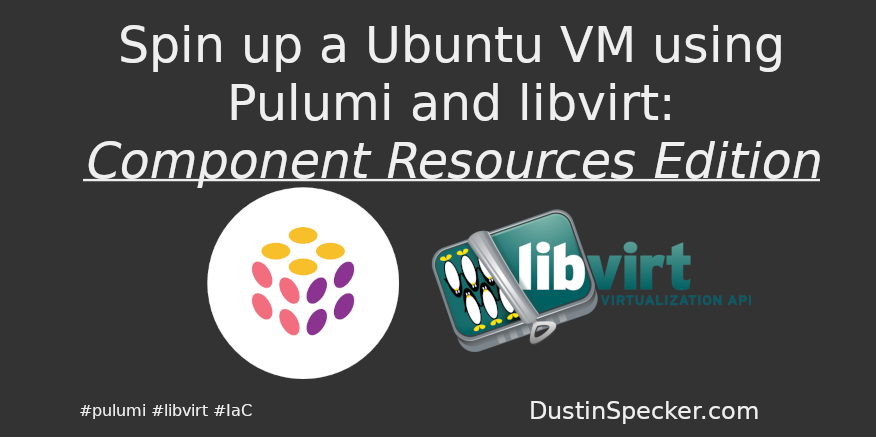 Spin up a Ubuntu VM using
Pulumi and libvirt:
Component Resources Edition
libvirt
VIRTUALIZATION API
#pulumi #libvirt #IaC
DustinSpecker.com